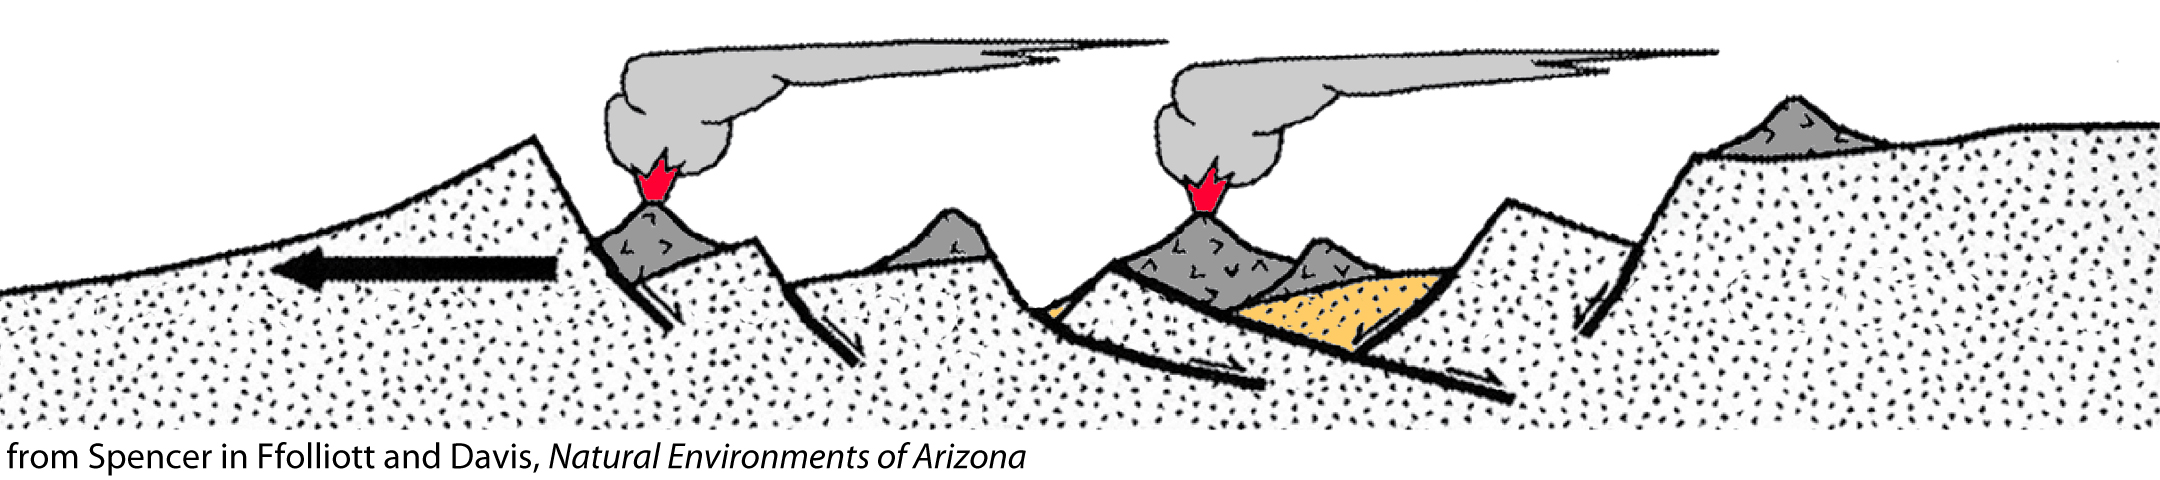 from Spencer in Ffolliott and Davis, Natural Environments of Arizona